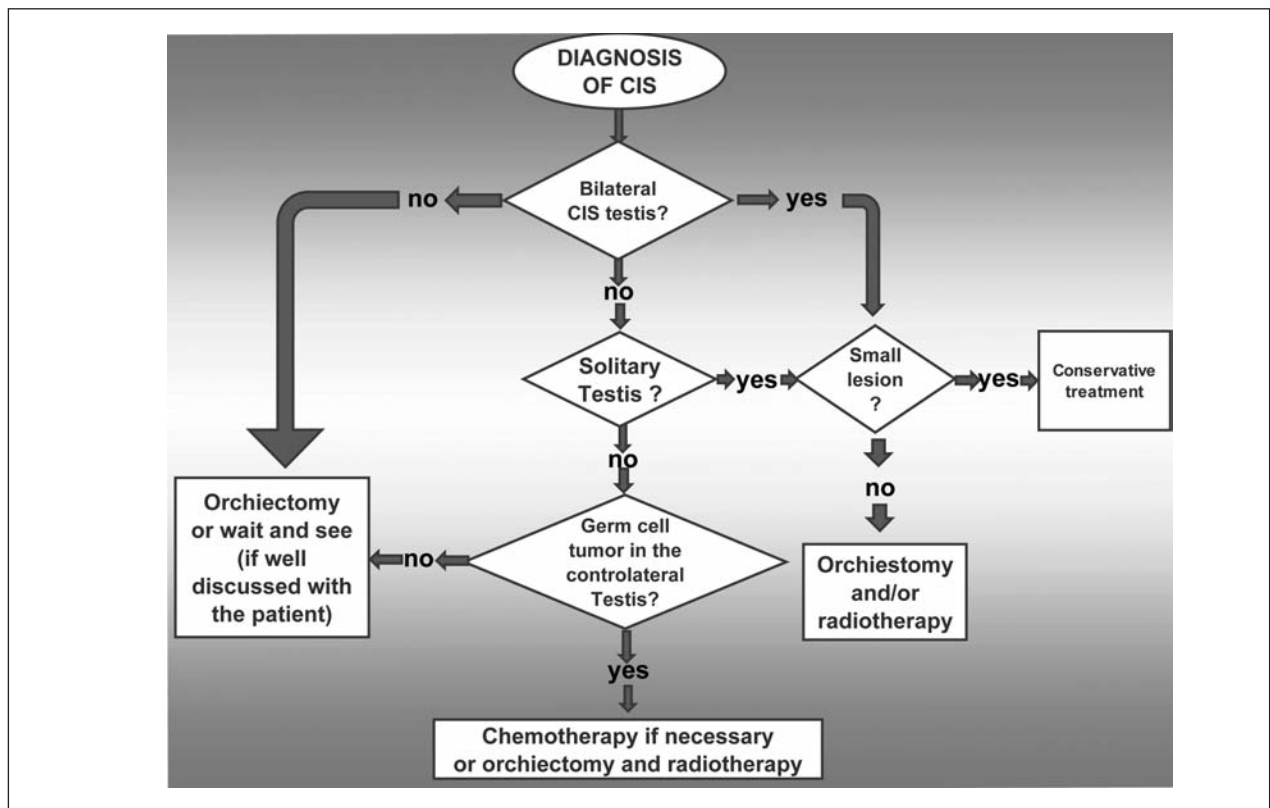 DIAGNOSIS
OF CIS
Bilateral
CIS testis?
no
yes
no
Solitary
Testis ?
yes
Small
lesion
?
yes
Conservative
treatment
no
no
Orchiectomy
or wait and see
(if well
discussed with
the patient)
no
Germ cell
tumor in the
controlateral
Testis?
Orchiestomy
and/or
radiotherapy
yes
Chemotherapy if necessary
or orchiectomy and radiotherapy